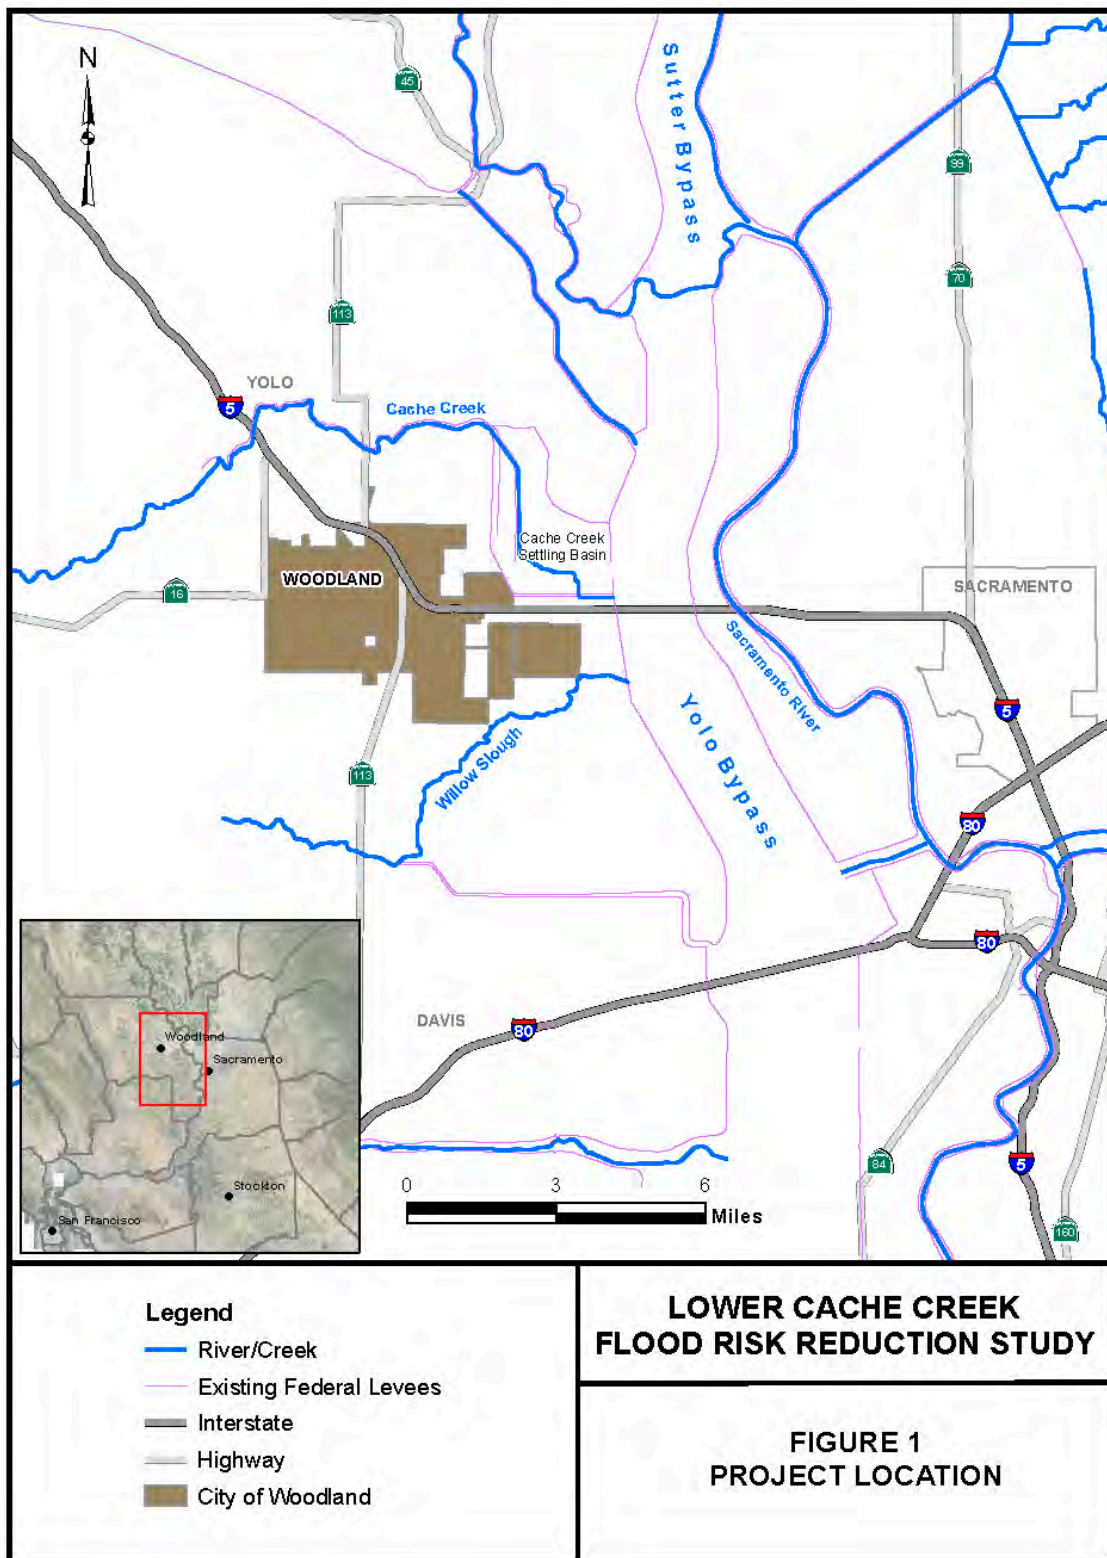 N
45
Sutter Bypass
99
70
113
YOLO
5
Cache Creek
Cache Creek
Settling Basin
WOODLAND
16
SACRAMENTO
Sacramento River
5
Yolo Bypass
Willow Slough
113
80
80
DAVIS
80
Woodland
Sacramento
Stockton
San Francisco
84
5
160
0 3 6
Miles
Legend
River/Creek
Existing Federal Levees
Interstate
Highway
City of Woodland
LOWER CACHE CREEK
FLOOD RISK REDUCTION STUDY
FIGURE 1
PROJECT LOCATION